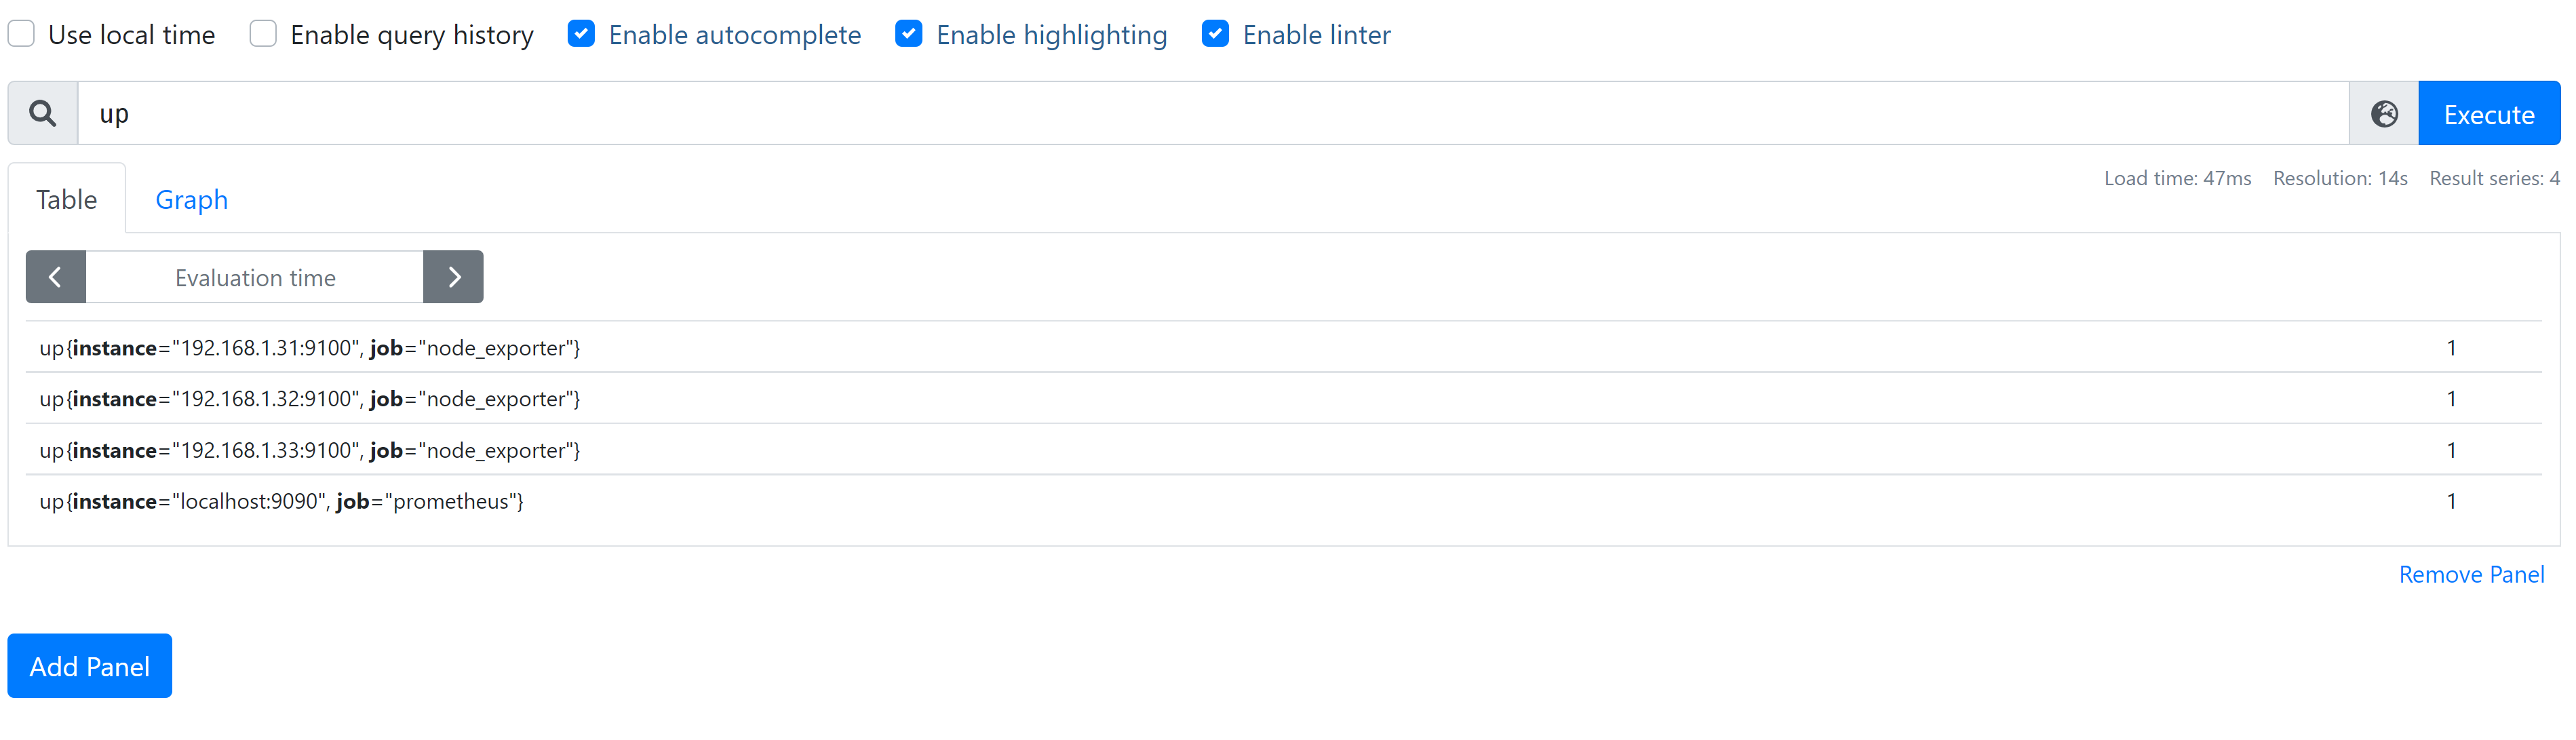 Use local time Enable query history Enable autocomplete Enable highlighting Enable linter
up Execute
Table Graph Load time: 47ms Resolution: 14s Result series: 4
Evaluation time
up{instance="192.168.1.31:9100", job="node_exporter"} 1
up{instance="192.168.1.32:9100", job="node_exporter"} 1
up{instance="192.168.1.33:9100", job="node_exporter"} 1
up{instance="localhost:9090", job="prometheus"} 1
Remove Panel
Add Panel